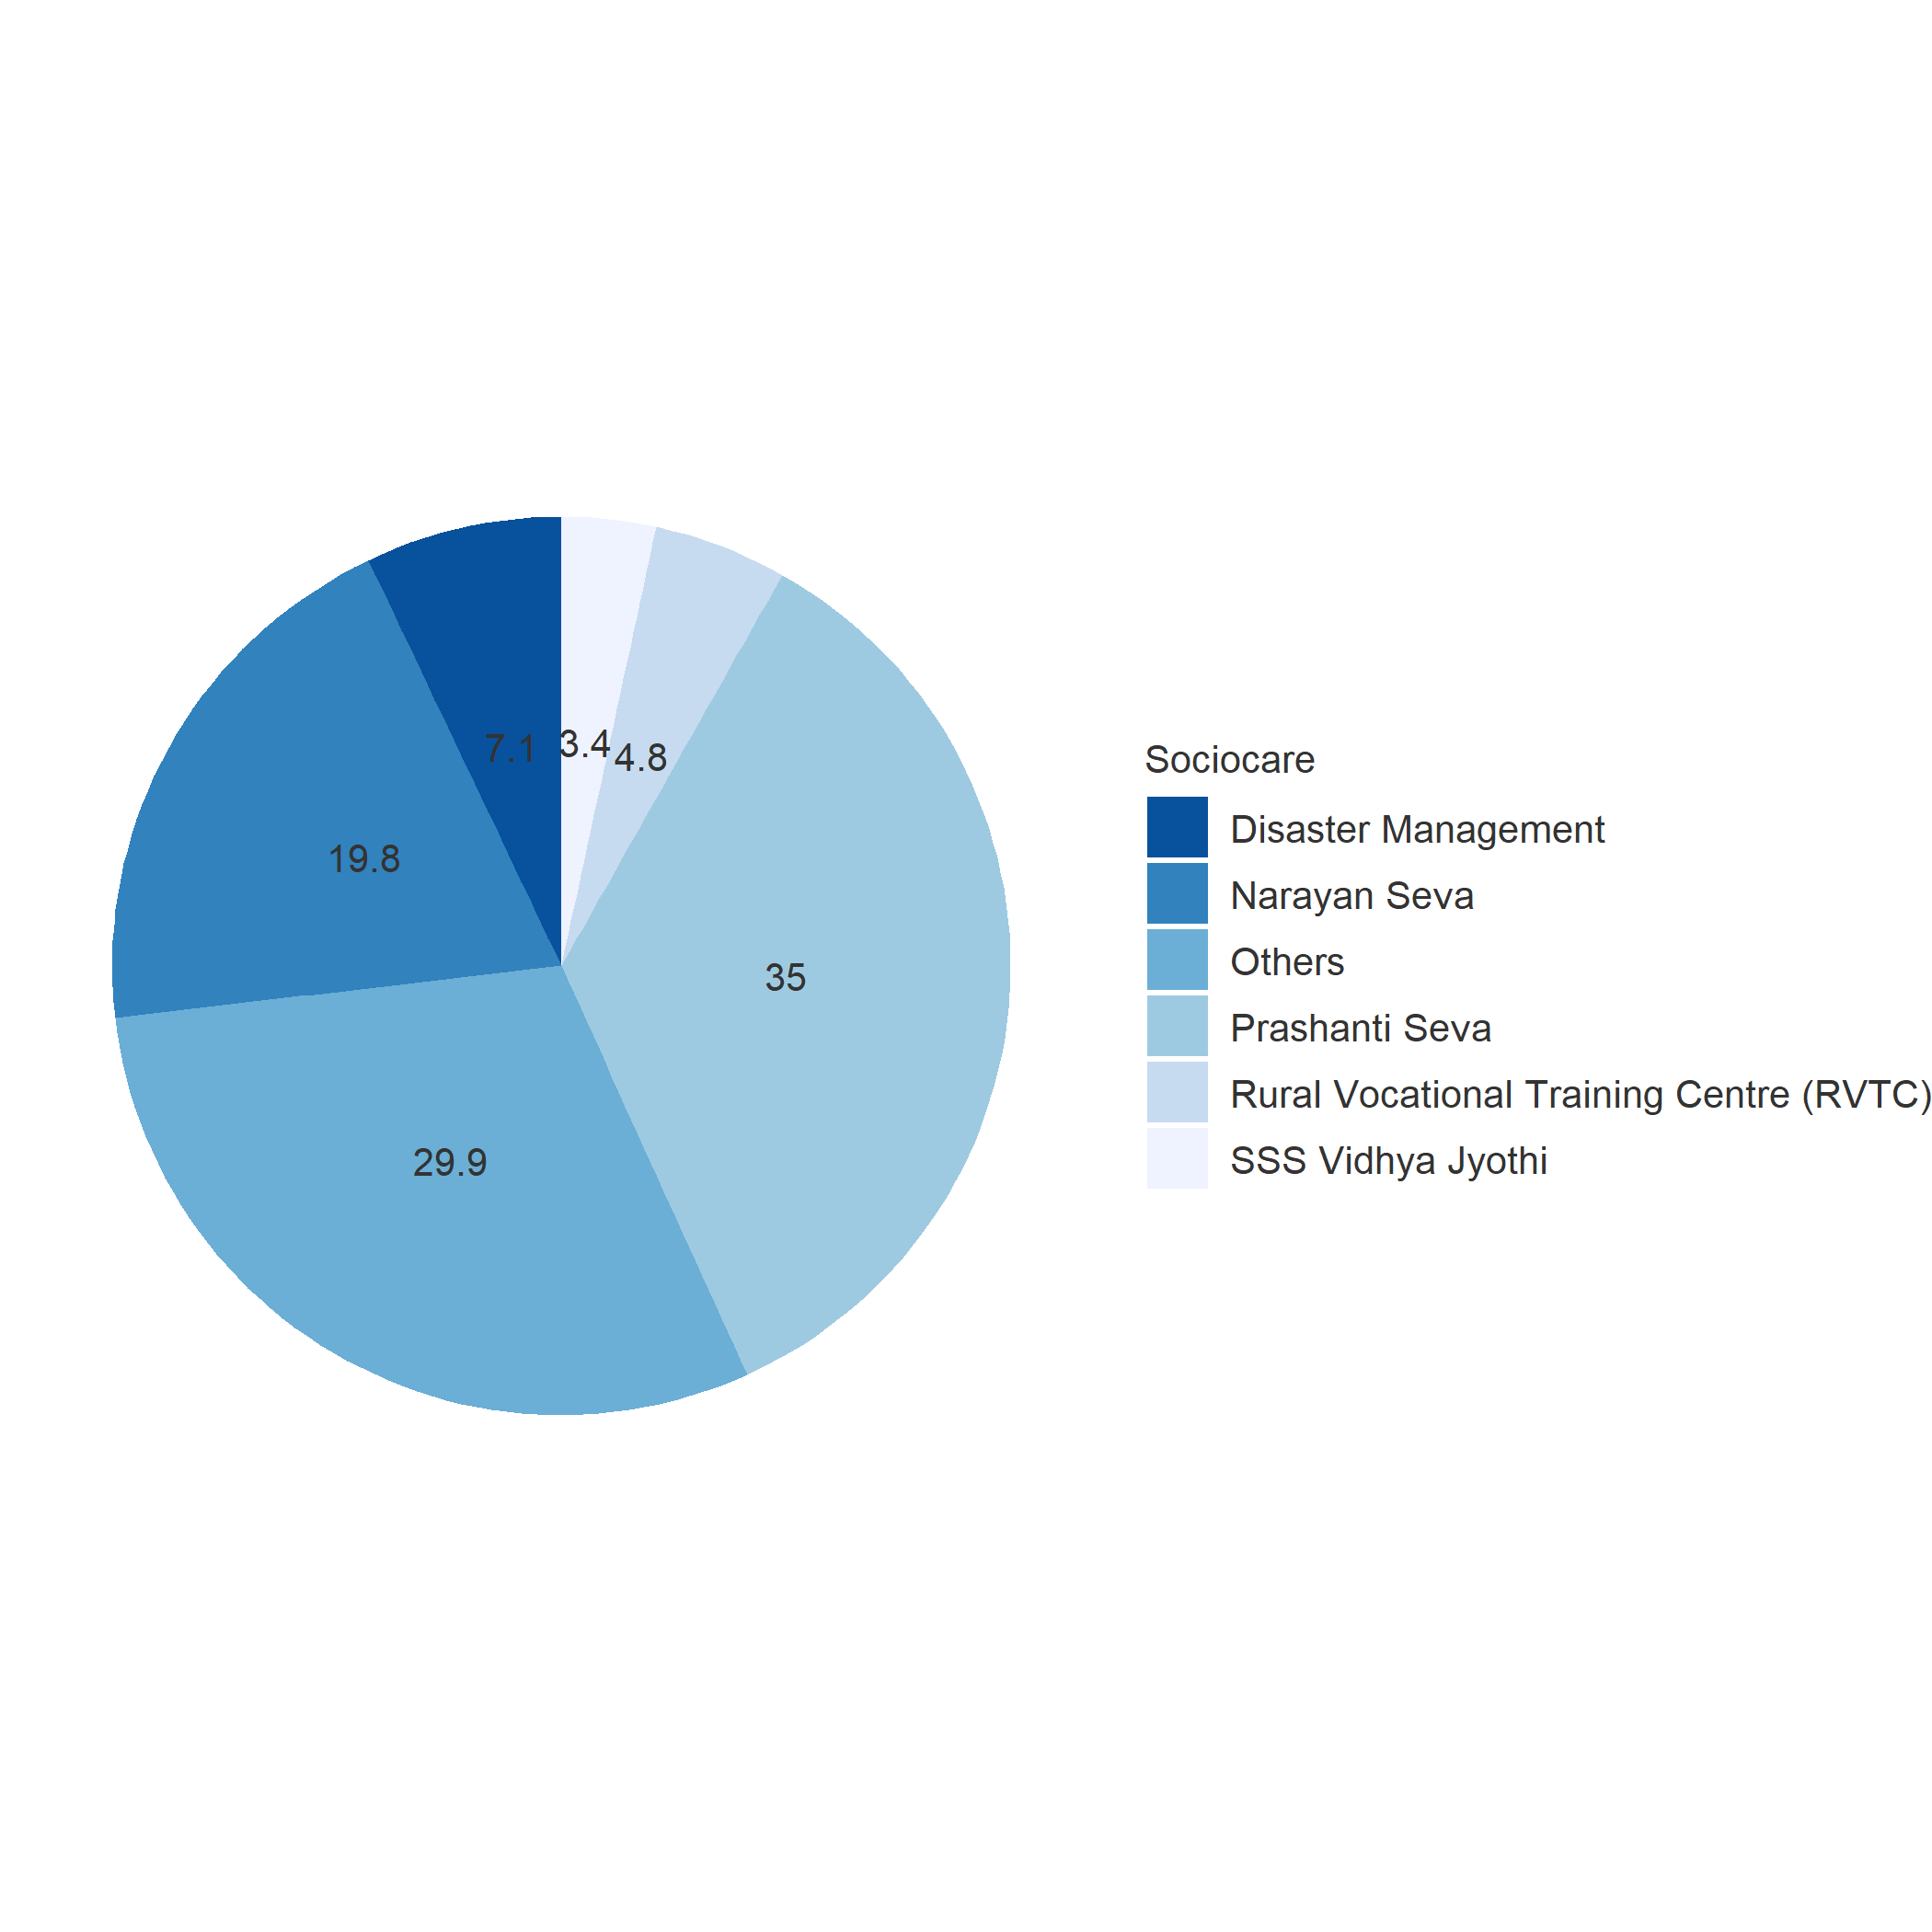 7.1
3.4
4.8
19.8
35
29.9
Sociocare
Disaster Management
Narayan Seva
Others
Prashanti Seva
Rural Vocational Training Centre (RVTC)
SSS Vidhya Jyothi